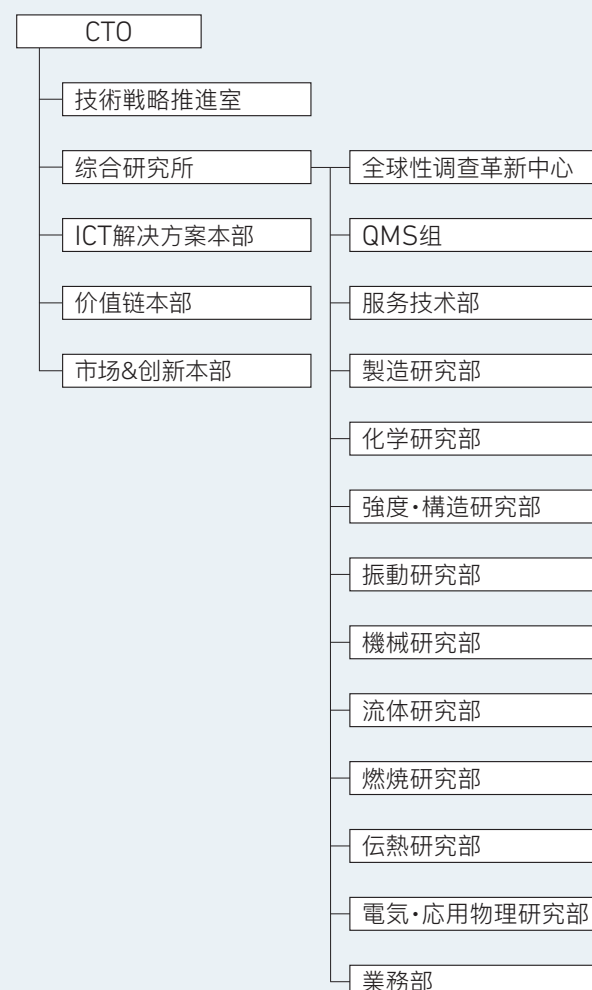 CTO
技術戦略推進室
综合研究所
ICT解决方案本部
价值链本部
市场&创新本部
全球性调查革新中心
QMS组
服务技术部
製造研究部
化学研究部
強度・構造研究部
振動研究部
機械研究部
流体研究部
燃焼研究部
伝熱研究部
電気・応用物理研究部
業務部